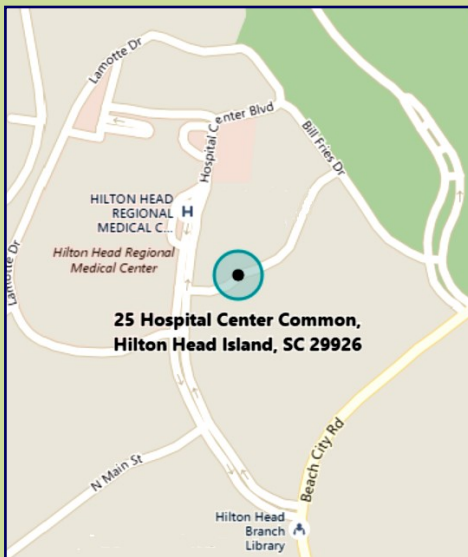 Lamotte Dr
Hospital Center Blvd
Bill Fries Dr
HILTON HEAD
REGIONAL
MEDICAL C...
H
Hilton Head Regional
Medical Center
Lamotte Dr
25 Hospital Center Common,
Hilton Head Island, SC 29926
N Main St
Beach City Rd
Hilton Head
Branch
Library